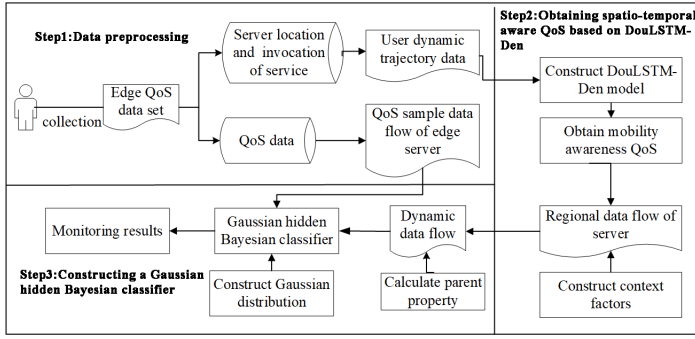 Step1:Data preprocessing
collection
Edge QoS
data set
Server location
and invocation
of service
User dynamic
trajectory data
QoS data
QoS sample data
flow of edge
server
Step2:Obtaining spatio-temporal
aware QoS based on DouLSTM-
Den
Construct DouLSTM-
Den model
Obtain mobility
awareness QoS
Regional data flow of
server
Construct context
factors
Monitoring results
Gaussian hidden
Bayesian classifier
Dynamic
data flow
Step3:Constructing a Gaussian
hidden Bayesian classifier
Construct Gaussian
distribution
Calculate parent
property